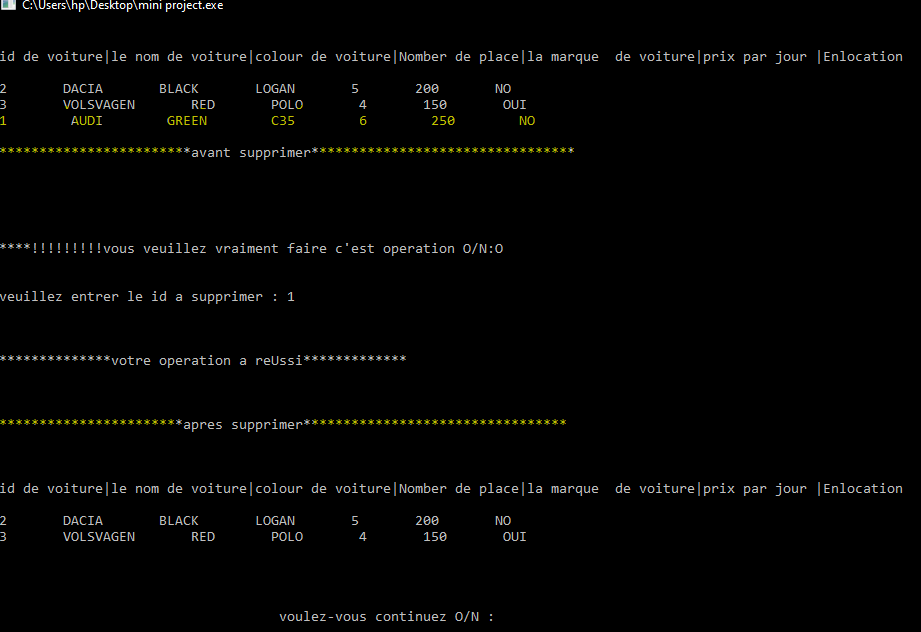 C:\Users\hp\Desktop\mini project.exe
id de voiture|le nom de voiture|colour de voiture|Nomber de place|la marque  de voiture|prix par jour |Enlocation
2       DACIA       BLACK       LOGAN       5       200       NO
3       VOLSVAGEN       RED       POLO       4       150       OUI
1        AUDI        GREEN        C35        6        250        NO
************************avant supprimer*********************************
****!!!!!!!!!vous veuillez vraiment faire c'est operation O/N:O
veuillez entrer le id a supprimer : 1
**************votre operation a reUssi*************
***********************apres supprimer*********************************
id de voiture|le nom de voiture|colour de voiture|Nomber de place|la marque  de voiture|prix par jour |Enlocation
2       DACIA       BLACK       LOGAN       5       200       NO
3       VOLSVAGEN       RED       POLO       4       150       OUI
voulez-vous continuez O/N :